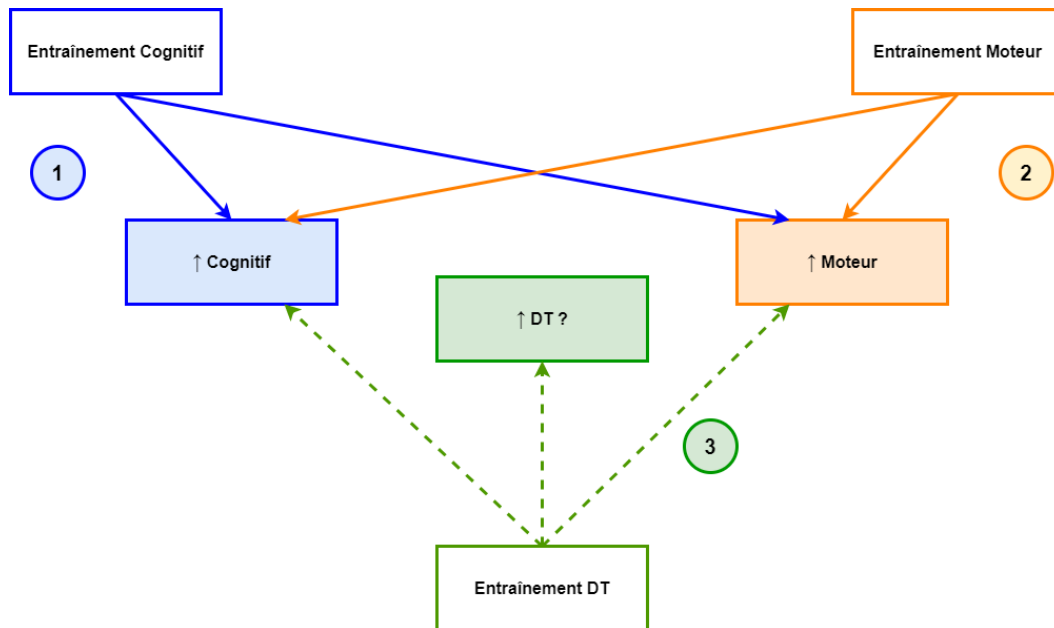 Entraînement Cognitif
Entraînement Moteur
1
2
↑ Cognitif
↑ Moteur
↑ DT ?
3
Entraînement DT